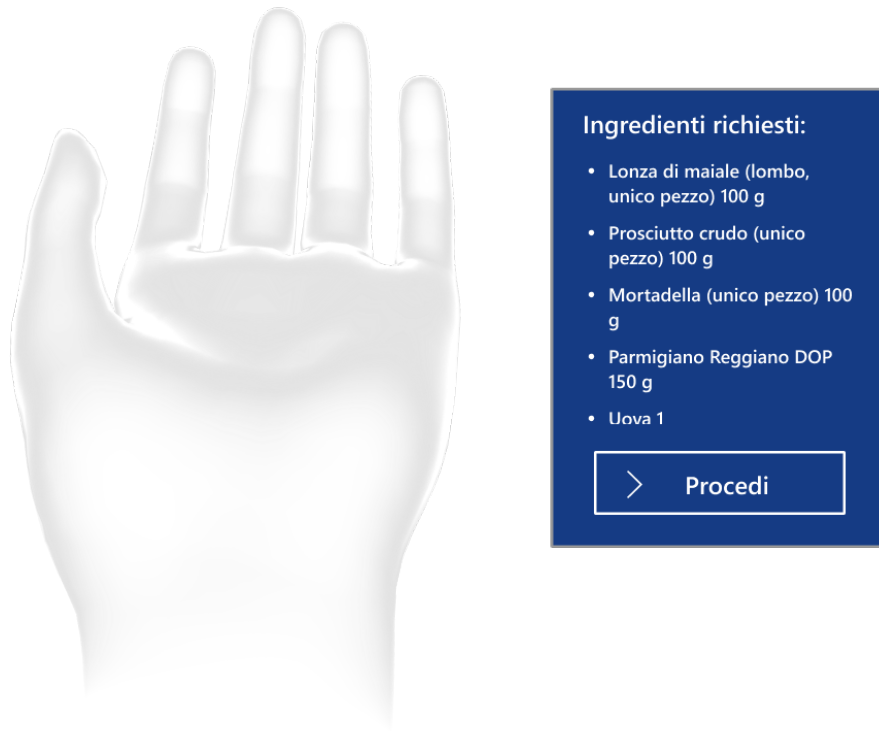 Ingredienti richiesti:
• Lonza di maiale (lombo,
unico pezzo) 100 g
• Prosciutto crudo (unico
pezzo) 100 g
• Mortadella (unico pezzo) 100
g
• Parmigiano Reggiano DOP
150 g
• Uova 1
Procedi